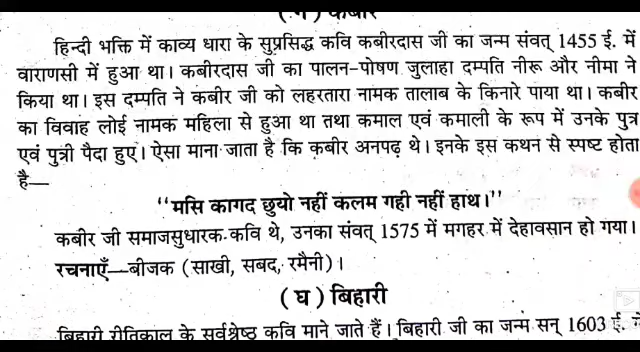 ( ग ) कबीर
हिन्दी भक्ति में काव्य धारा के सुप्रसिद्ध कवि कबीरदास जी का जन्म संवत् 1455 ई. में
वाराणसी में हुआ था। कबीरदास जी का पालन-पोषण जुलाहा दम्पति नीरू और नीमा ने
किया था। इस दम्पति ने कबीर जी को लहरतारा नामक तालाब के किनारे पाया था। कबीर
का विवाह लोई नामक महिला से हुआ था तथा कमाल एवं कमाली के रूप में उनके पुत्र
एवं पुत्री पैदा हुए। ऐसा माना जाता है कि कबीर अनपढ़ थे। इनके इस कथन से स्पष्ट होता
है—
‘‘मसि कागद छुयो नहीं कलम गही नहीं हाथ।’’
कबीर जी समाजसुधारक-कवि थे, उनका संवत् 1575 में मगहर में देहावसान हो गया।
रचनाएँ—बीजक (साखी, सबद, रमैनी)।
( घ ) बिहारी
बिहारी रीतिकाल के सर्वश्रेष्ठ कवि माने जाते हैं। बिहारी जी का जन्म सन् 1603 ई. में